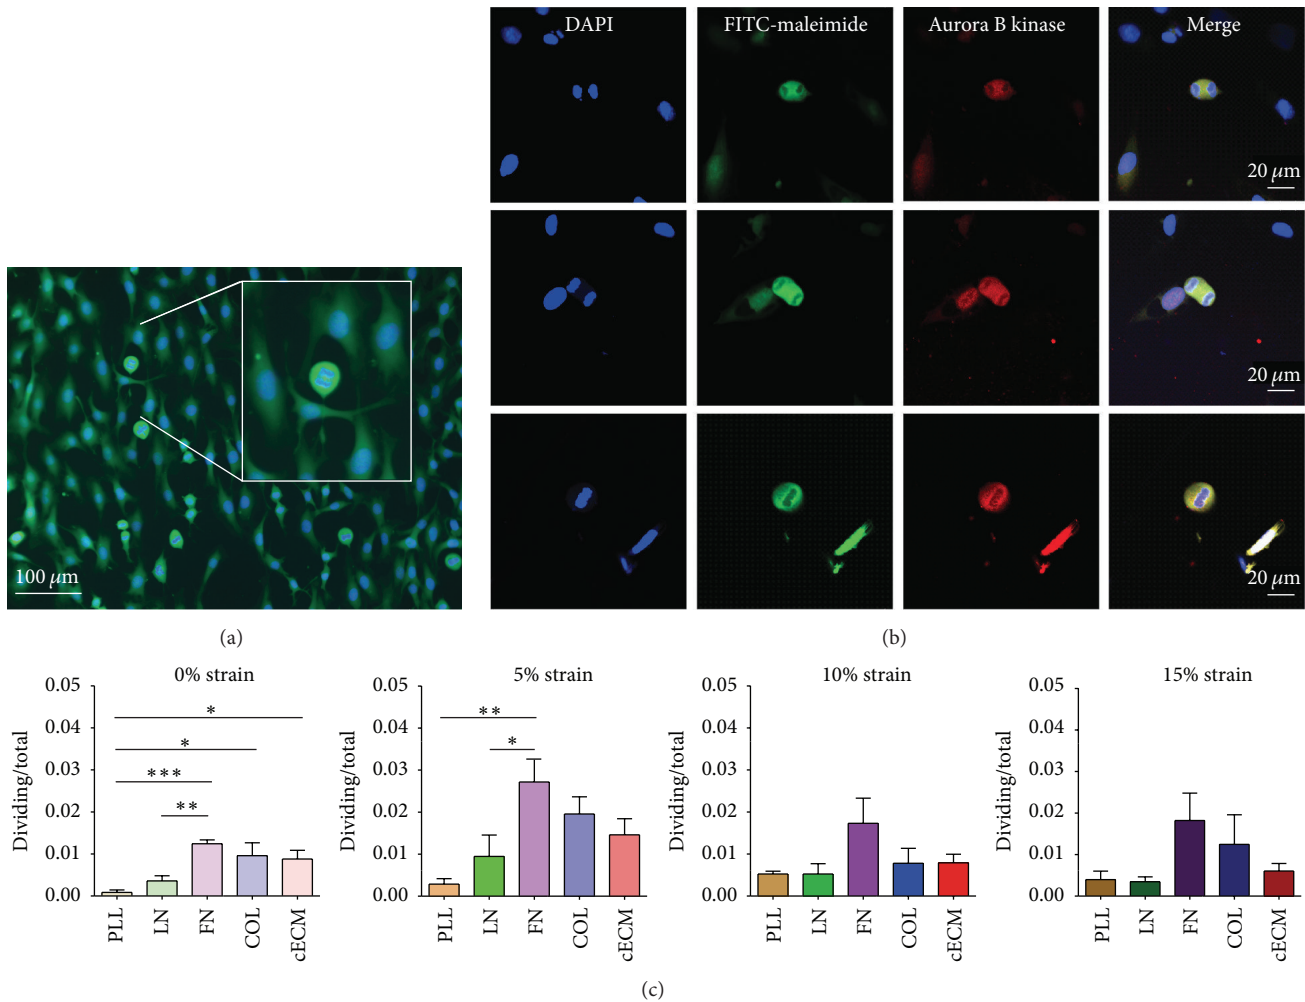 DAPI
FITC-maleimide
Aurora B kinase
Merge
20 μm
20 μm
20 μm
100 μm
(a)
(b)
0% strain
0.05
0.04
0.03
0.02
0.01
0.00
Dividing/total
*
*
***
**
PLL
LN
FN
COL
cECM
5% strain
0.05
0.04
0.03
0.02
0.01
0.00
Dividing/total
**
*
PLL
LN
FN
COL
cECM
10% strain
0.05
0.04
0.03
0.02
0.01
0.00
Dividing/total
PLL
LN
FN
COL
cECM
15% strain
0.05
0.04
0.03
0.02
0.01
0.00
Dividing/total
PLL
LN
FN
COL
cECM
(c)